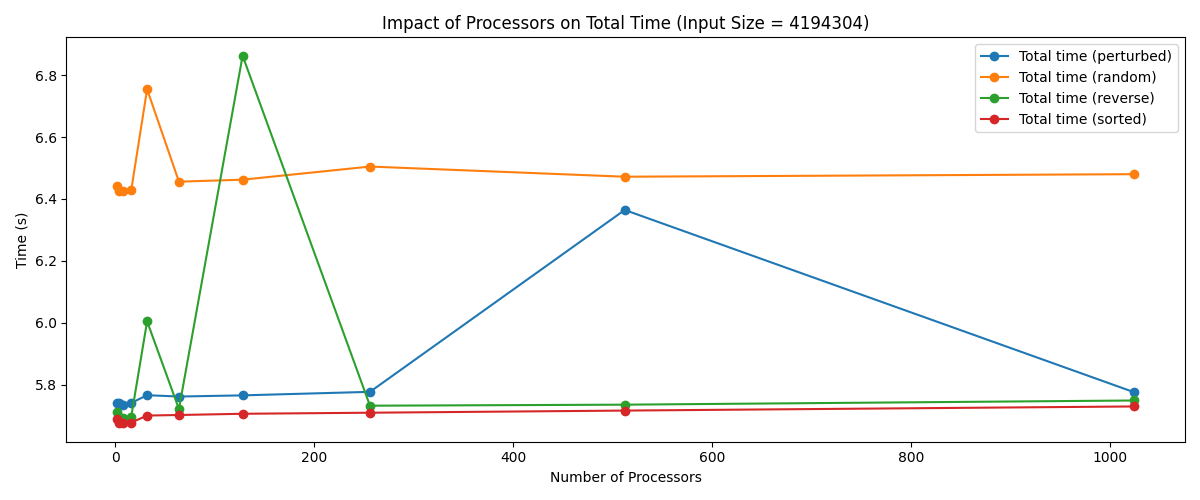 Impact of Processors on Total Time (Input Size = 4194304)
Total time (perturbed)
Total time (random)
Total time (reverse)
Total time (sorted)
Time (s)
6.8
6.6
6.4
6.2
6.0
5.8
0 200 400 600 800 1000
Number of Processors